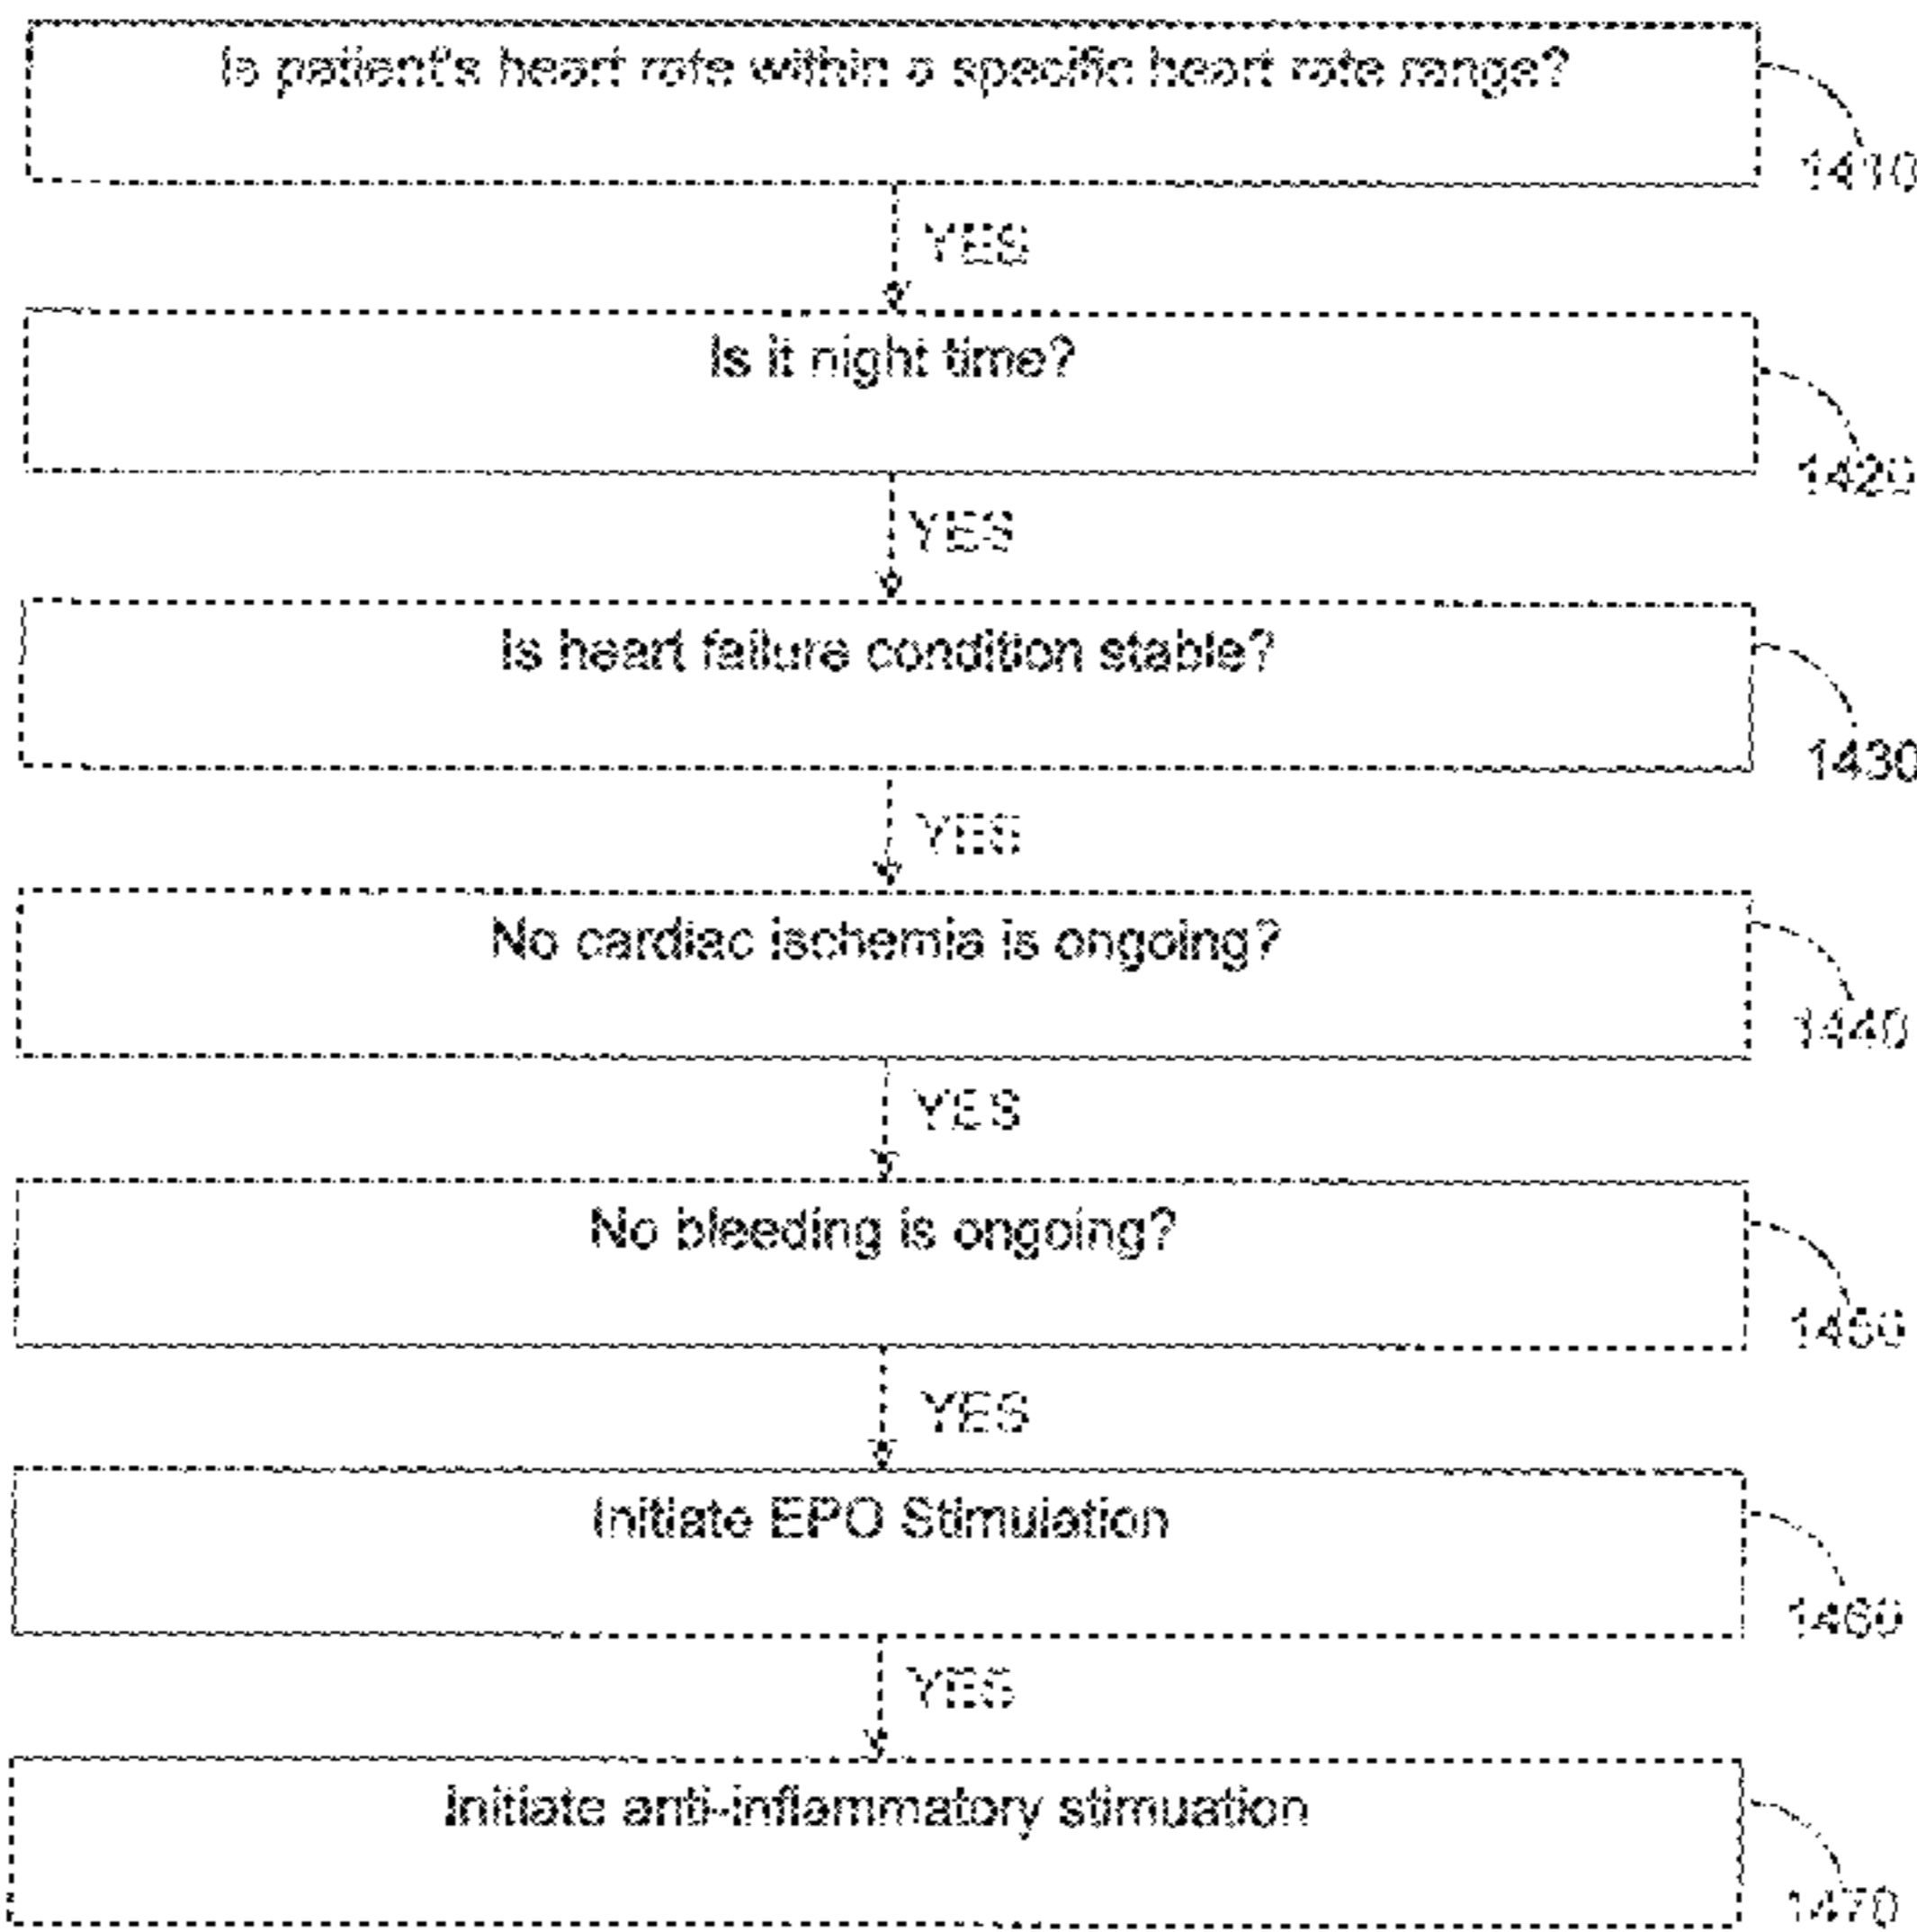 Is patient's heart rate within a specific heart rate range?
1410
YES
Is it night time?
1420
YES
Is heart failure condition stable?
1430
YES
No cardiac ischemia is ongoing?
1440
YES
No bleeding is ongoing?
1450
YES
Initiate EPO Stimulation
1460
YES
Initiate anti-inflammatory stimuation
1470